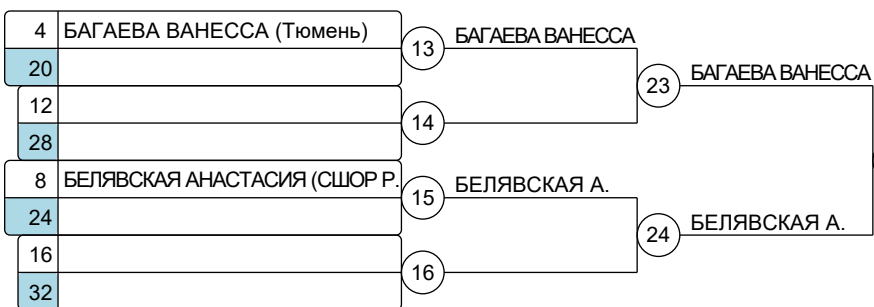 4 БАГАЕВА ВАНЕССА (Тюмень)
13 БАГАЕВА ВАНЕССА
20
23 БАГАЕВА ВАНЕССА
12
14
28
8 БЕЛЯВСКАЯ АНАСТАСИЯ (СШОР Р.
15 БЕЛЯВСКАЯ А.
24
24 БЕЛЯВСКАЯ А.
16
16
32